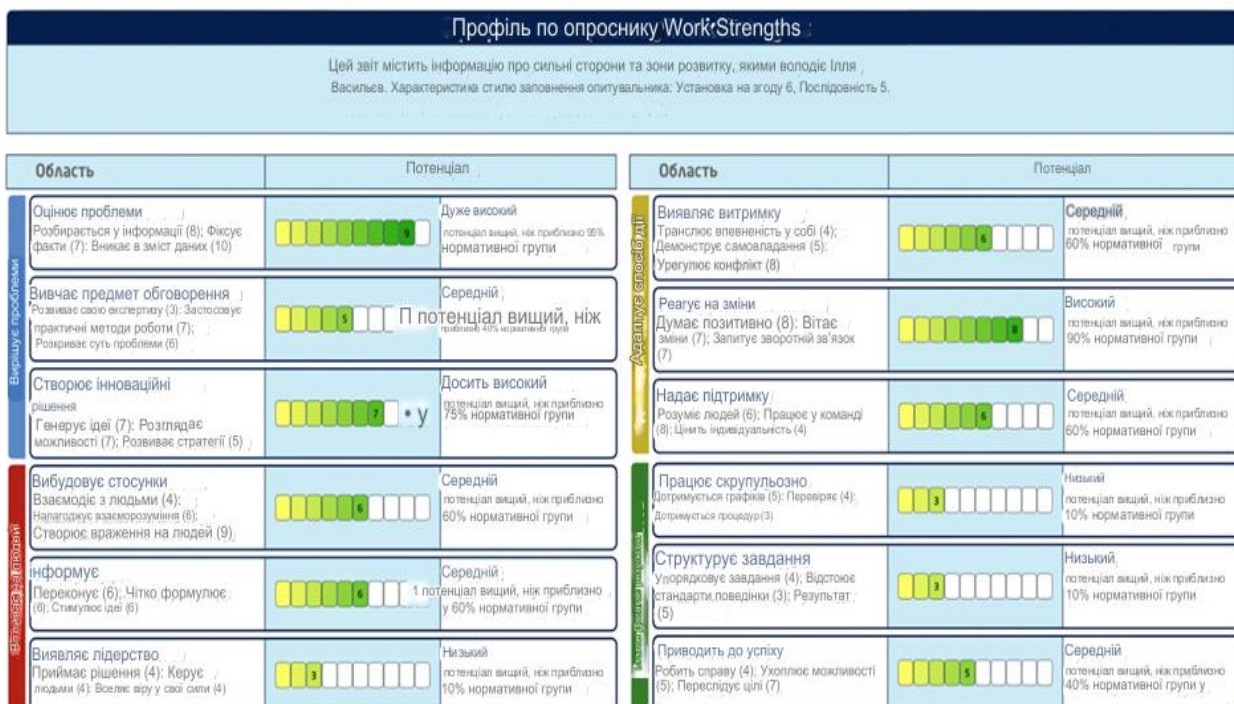 Профіль по опроснику Work Strengths
Цей звіт містить інформацію про сильні сторони та зони розвитку, якими володіє Ілля
Васильєв. Характеристика стилю заповнення опитувальника: Установка на згоду 6, Послідовність 5.
Область
Потенціал
Вирішує проблеми
Оцінює проблеми
Розбирається у інформації (8); Фіксує
факти (7); Вникає в зміст даних (10)
9
Дуже високий
потенціал вищий, ніж приблизно 95%
нормативної групи
Вивчає предмет обговорення
Розвиває свою експертизу (3): Застосовує
практичні методи роботи (7);
Розкриває суть проблеми (6)
5
Середній
П потенціал вищий, ніж
приблизно 40% нормативної групи
Створює інноваційні
рішення
Генерує ідеї (7): Розглядає
можливості (7); Розвиває стратегії (5)
7
• у
Досить високий
потенціал вищий, ніж приблизно
75% нормативної групи
Вибудовує стосунки
Взаємодіє з людьми (4):
Налагоджує взаєморозуміння (6);
Створює враження на людей (9)
6
Середній
потенціал вищий, ніж приблизно
60% нормативної групи
інформує
Переконує (6); Чітко формулює
(6); Стимулює ідеї (6)
6
Середній
1 потенціал вищий, ніж приблизно
у 60% нормативної групи
Виявляє лідерство
Приймає рішення (4): Керує
людьми (4): Вселяє віру у свої сили (4)
3
Низький
потенціал вищий, ніж приблизно
10% нормативної групи
Область
Потенціал
Адаптує способи дії
Виявляє витримку
Транслює впевненість у собі (4);
Демонструє самовладання (5);
Урегулює конфлікт (8)
6
Середній
потенціал вищий, ніж приблизно
60% нормативної групи
Реагує на зміни
Думає позитивно (8): Вітає
зміни (7); Запитує зворотній зв'язок
(7)
8
Високий
потенціал вищий, ніж приблизно
90% нормативної групи
Надає підтримку
Розуміє людей (6); Працює у команді
(8); Цінить індивідуальність (4)
6
Середній
потенціал вищий, ніж приблизно
60% нормативної групи
Працює скрупульозно
Дотримується графіків (5): Перевіряє (4);
Дотримується процедур (3)
3
Низький
потенціал вищий, ніж приблизно
10% нормативної групи
Структурує завдання
Упорядковує завдання (4); Відстоює
стандарти поведінки (3); Результат
(5)
3
Низький
потенціал вищий, ніж приблизно
10% нормативної групи
Приводить до успіху
Робить справу (4); Ухоплює можливості
(5); Переслідує цілі (7)
5
Середній
потенціал вищий, ніж приблизно
40% нормативної групи у